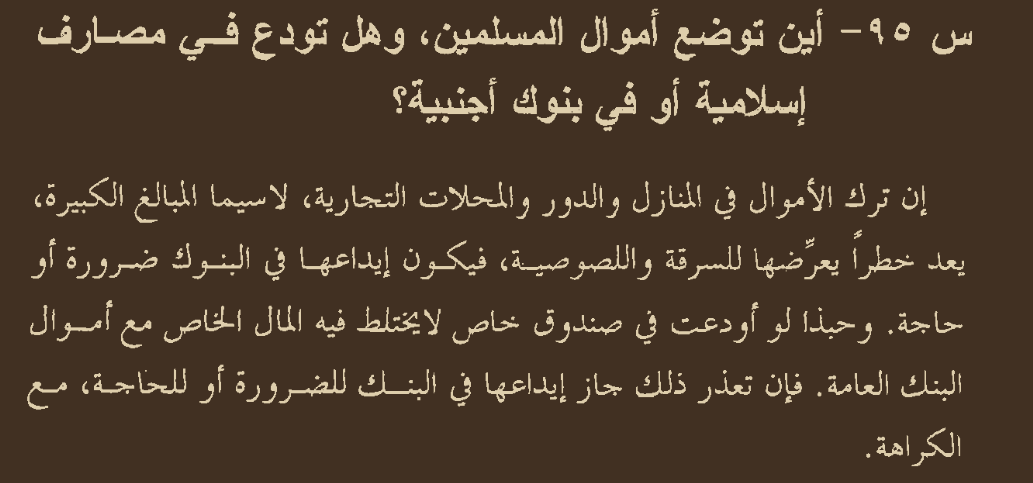 س ٩٥- أين توضع أموال المسلمين، وهل تودع في مصارف
إسلامية أو في بنوك أجنبية؟
إن ترك الأموال في المنازل والدور والمحلات التجارية، لاسيما المبالغ الكبيرة،
يعد خطراً يعرِّضها للسرقة واللصوصية، فيكون إيداعها في البنوك ضرورة أو
حاجة. وحبذا لو أودعت في صندوق خاص لايختلط فيه المال الخاص مع أموال
البنك العامة. فإن تعذر ذلك جاز إيداعها في البنك للضرورة أو للحاجة، مع
الكراهة.